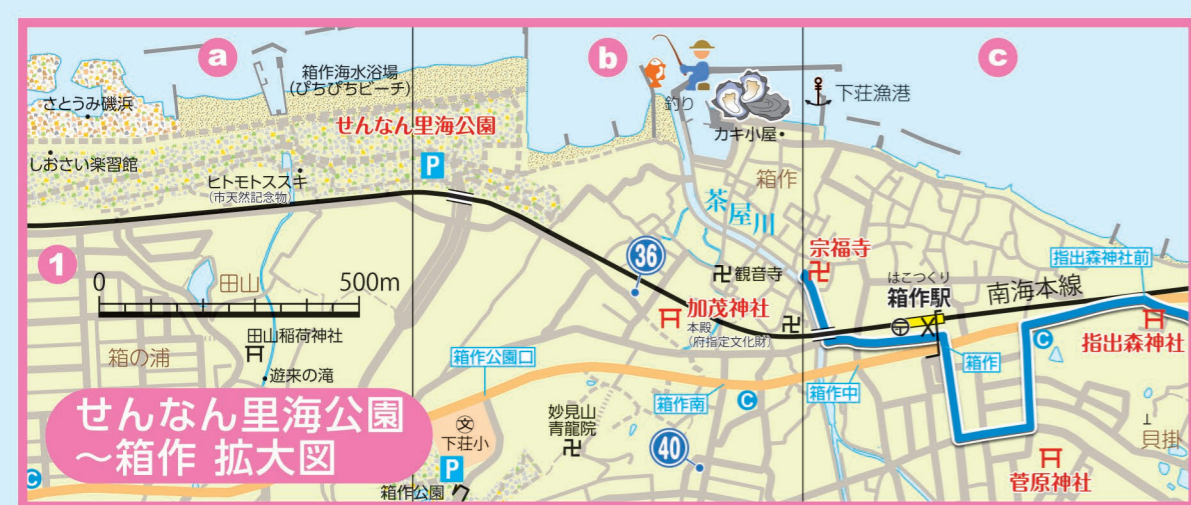 a
b
c
箱作海水浴場
(ぴちぴちビーチ)
さとうみ磯浜
釣り
下荘漁港
せんなん里海公園
カキ小屋
しおさい楽習館
P
箱作
ヒトモトススキ
(市天然記念物)
茶屋川
1
36
宗福寺
指出森神社前
観音寺
はこつくり
箱作駅
南海本線
0
500m
田山
加茂神社
本殿
(府指定文化財)
田山稲荷神社
指出森神社
C
箱の浦
箱作公園口
箱作
遊来の滝
箱作南
C
箱作中
せんなん里海公園
~箱作 拡大図
文
下荘小
妙見山
青龍院
40
貝掛
P
C
菅原神社
箱作公園